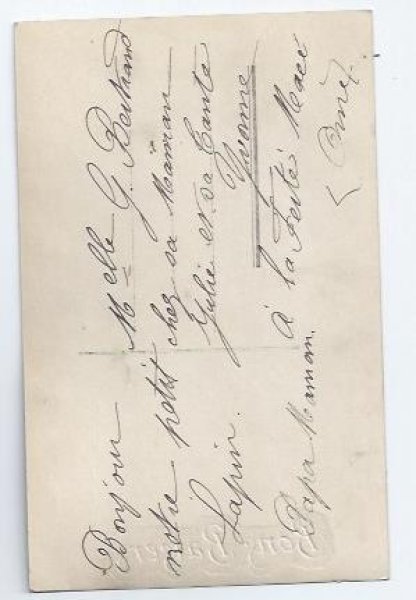 Bonjour
notre petit
Lapin.
Papa Maman.
Melle G. Bertrand
chez sa Maman
Julie et sa Tante
Yvonne
à la Ferté Macé
Orne